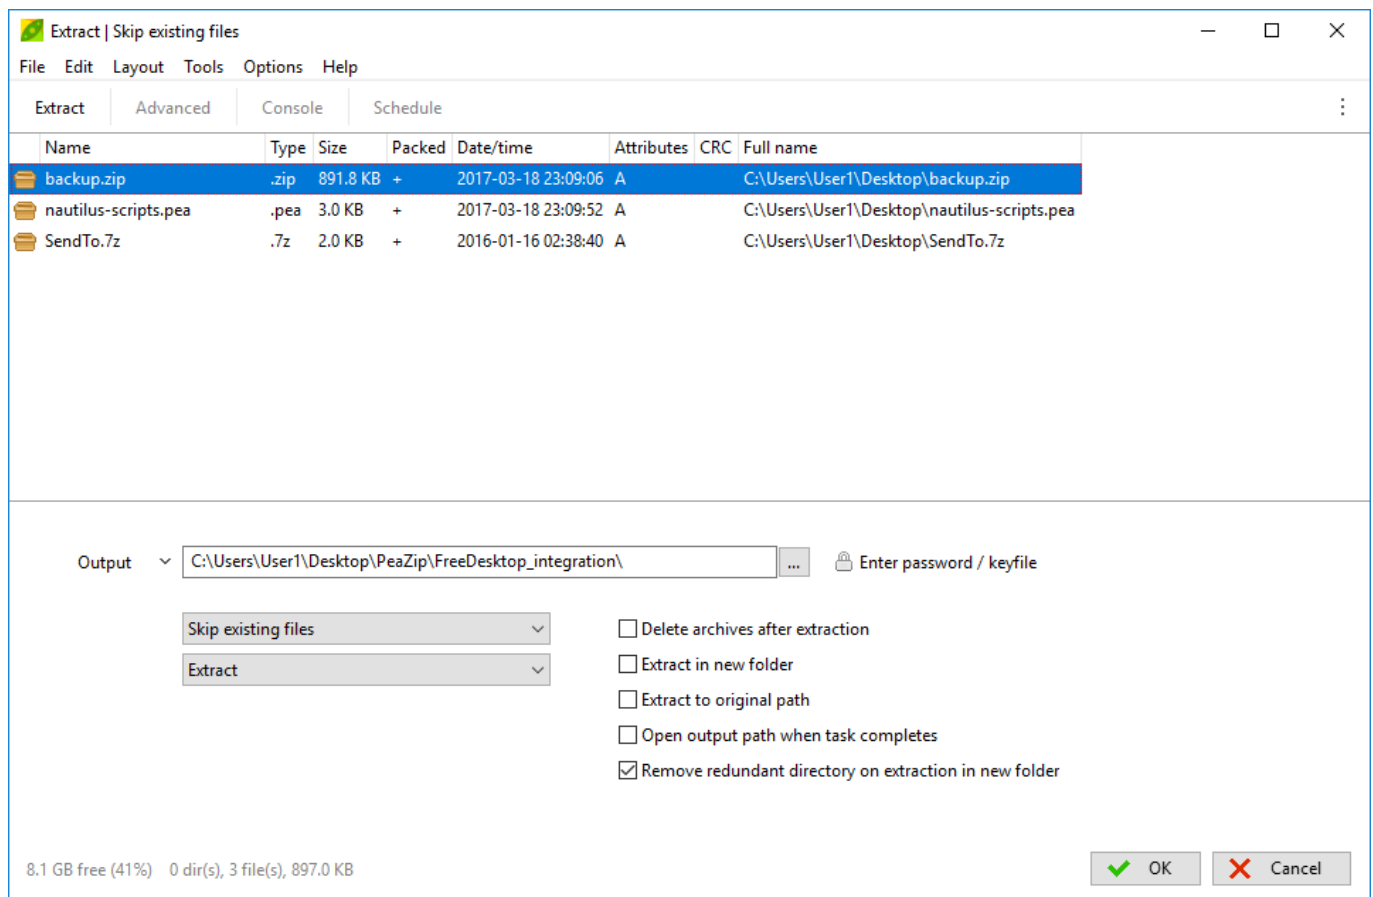 Extract | Skip existing files
File Edit Layout Tools Options Help
Extract Advanced Console Schedule
Name Type Size Packed Date/time Attributes CRC Full name
backup.zip .zip 891.8 KB + 2017-03-18 23:09:06 A C:\Users\User1\Desktop\backup.zip
nautilus-scripts.pea .pea 3.0 KB + 2017-03-18 23:09:52 A C:\Users\User1\Desktop\nautilus-scripts.pea
SendTo.7z .7z 2.0 KB + 2016-01-16 02:38:40 A C:\Users\User1\Desktop\SendTo.7z
Output C:\Users\User1\Desktop\PeaZip\FreeDesktop_integration\ ... Enter password / keyfile
Skip existing files Delete archives after extraction
Extract Extract in new folder
Extract to original path
Open output path when task completes
Remove redundant directory on extraction in new folder
8.1 GB free (41%) 0 dir(s), 3 file(s), 897.0 KB OK Cancel